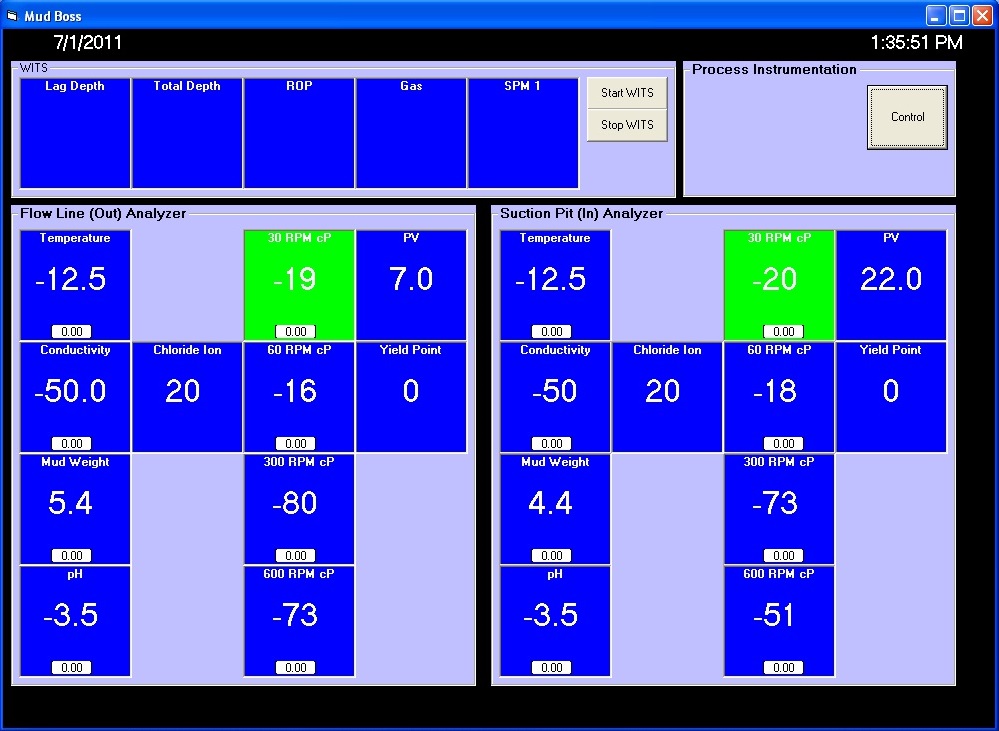 Mud Boss
7/1/2011 1:35:51 PM
WITS
Lag Depth Total Depth ROP Gas SPM 1
Start WITS
Stop WITS
Process Instrumentation
Control
Flow Line (Out) Analyzer
Temperature 30 RPM cP PV
-12.5 -19 7.0
0.00 0.00
Conductivity Chloride Ion 60 RPM cP Yield Point
-50.0 20 -16 0
0.00 0.00
Mud Weight 300 RPM cP
5.4 -80
0.00 0.00
pH 600 RPM cP
-3.5 -73
0.00 0.00
Suction Pit (In) Analyzer
Temperature 30 RPM cP PV
-12.5 -20 22.0
0.00 0.00
Conductivity Chloride Ion 60 RPM cP Yield Point
-50 20 -18 0
0.00 0.00
Mud Weight 300 RPM cP
4.4 -73
0.00 0.00
pH 600 RPM cP
-3.5 -51
0.00 0.00